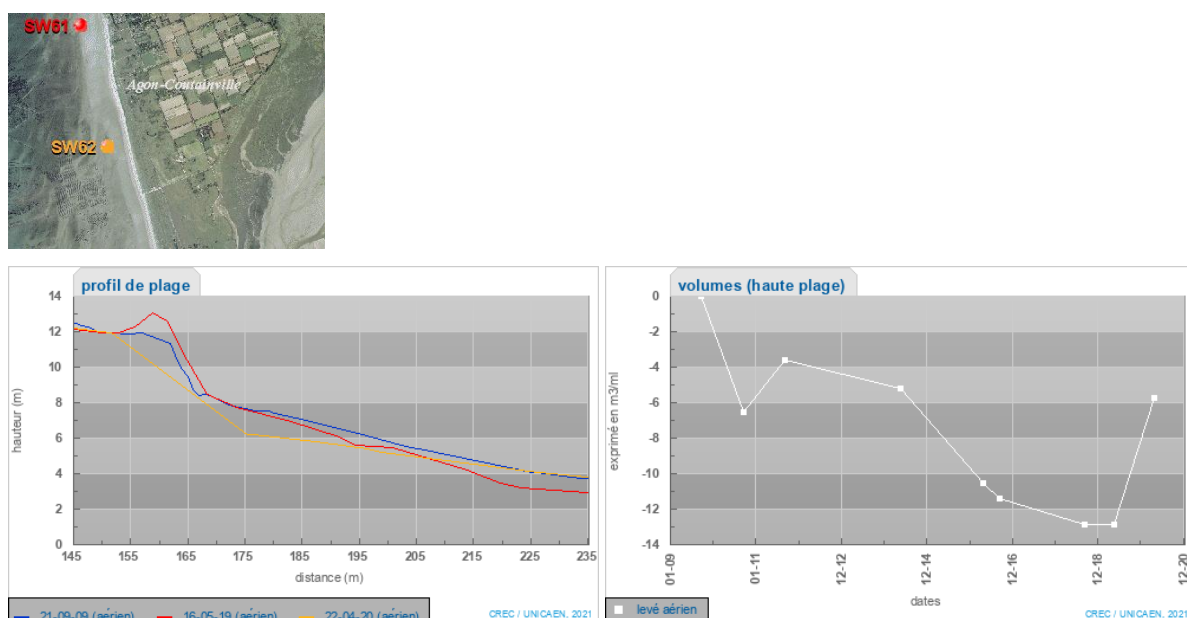 SW61
Agon-Coutainville
SW62
profil de plage
14
12
10
8
6
4
2
0
hauteur (m)
145 155 165 175 185 195 205 215 225 235
distance (m)
21-09-09 (aérien) 16-05-19 (aérien) 22-04-20 (aérien)
CREC / UNICAEN, 2021
volumes (haute plage)
0
-2
-4
-6
-8
-10
-12
-14
exprimé en m3/ml
01-09 01-11 12-12 12-14 12-16 12-18 12-20
dates
levé aérien
CREC / UNICAEN, 2021